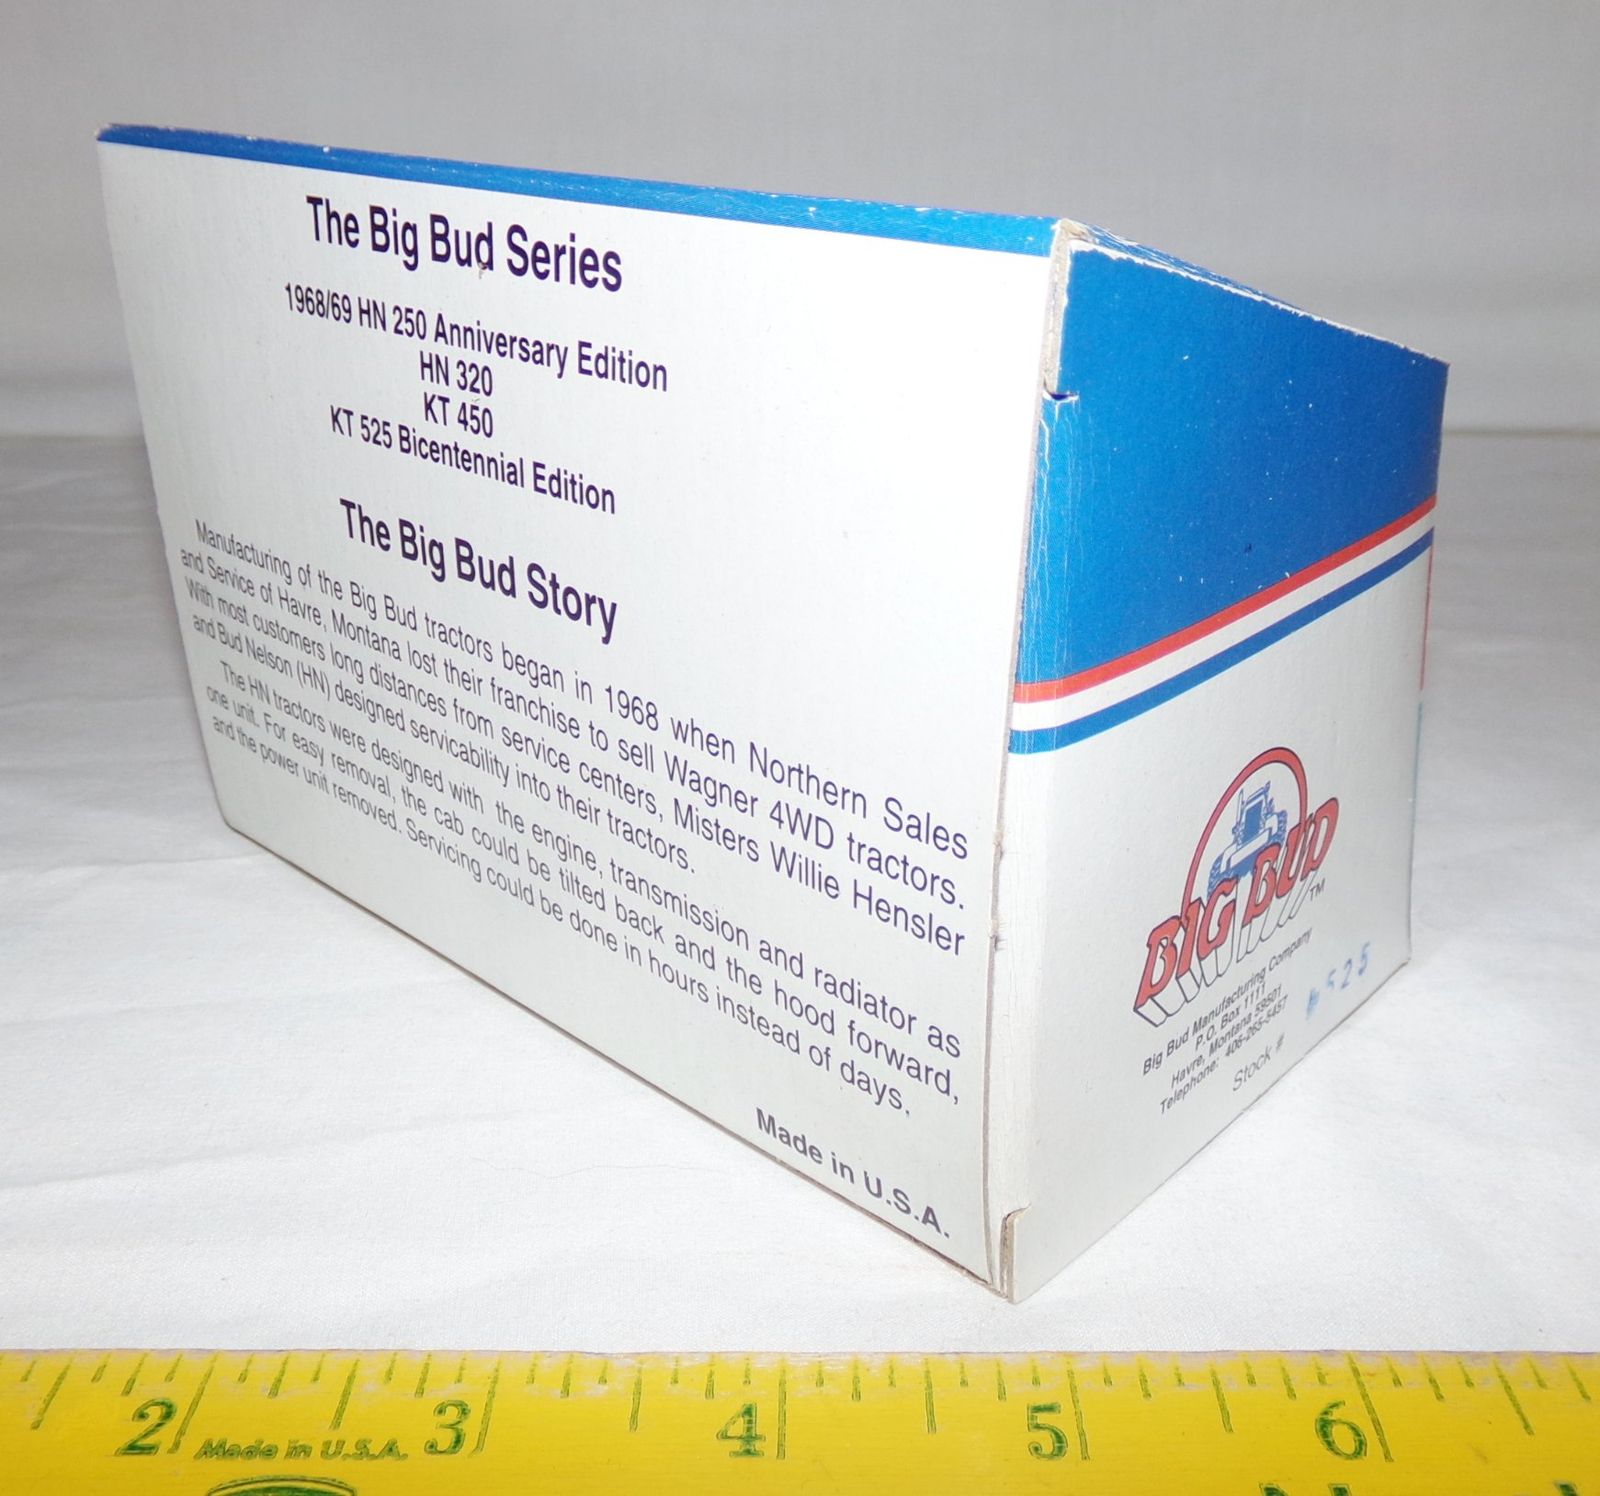 The Big Bud Series
1968/69 HN 250 Anniversary Edition
HN 320
KT 450
KT 525 Bicentennial Edition
The Big Bud Story
Manufacturing of the Big Bud tractors began in 1968 when Northern Sales
and Service of Havre, Montana lost their franchise to sell Wagner 4WD tractors.
With most customers long distances from service centers, Misters Willie Hensler
and Bud Nelson (HN) designed servicability into their tractors.
The HN tractors were designed with the engine, transmission and radiator as
one unit. For easy removal, the cab could be tilted back and the hood forward,
and the power unit removed. Servicing could be done in hours instead of days.
Made in U.S.A.
BIG BUD
TM
Big Bud Manufacturing Company
P.O. Box 1111
Havre, Montana 59501
Telephone: 406-265-5457
Stock #
525
2 3 4 5 6
Made in U.S.A.